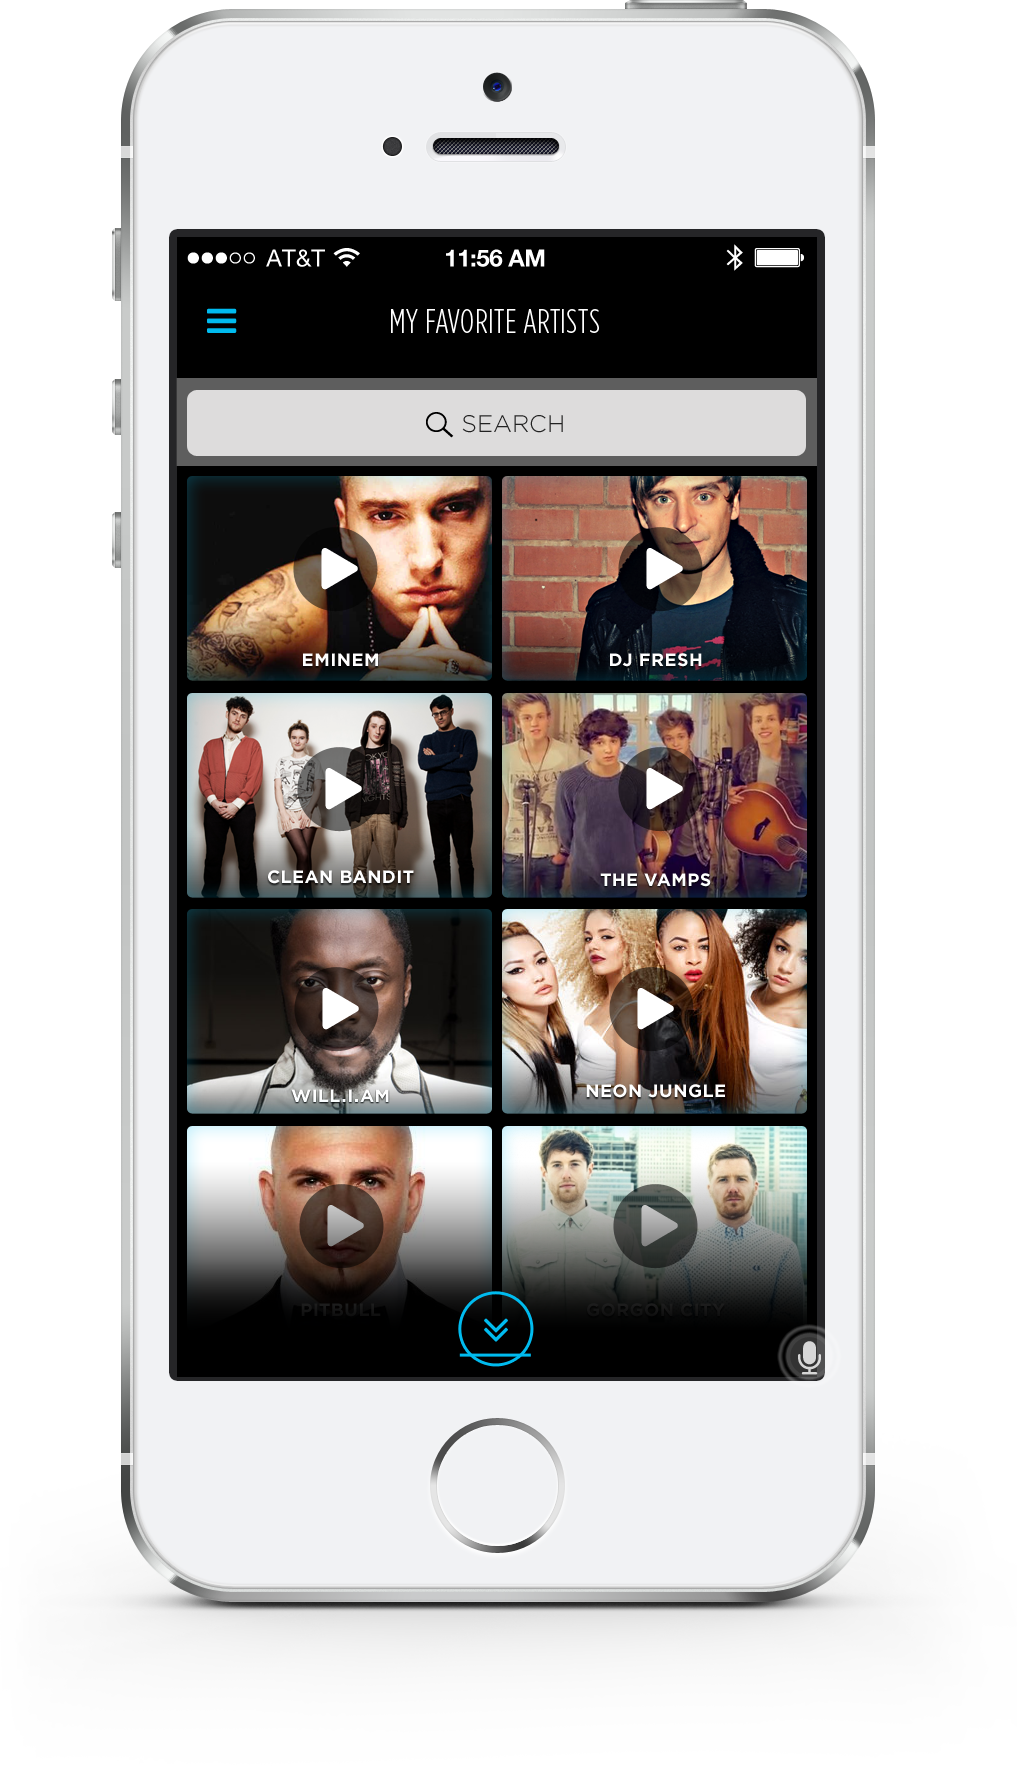 AT&T 11:56 AM
MY FAVORITE ARTISTS
SEARCH
EMINEM
DJ FRESH
CLEAN BANDIT
THE VAMPS
WILL.I.AM
NEON JUNGLE
PITBULL
GORGON CITY